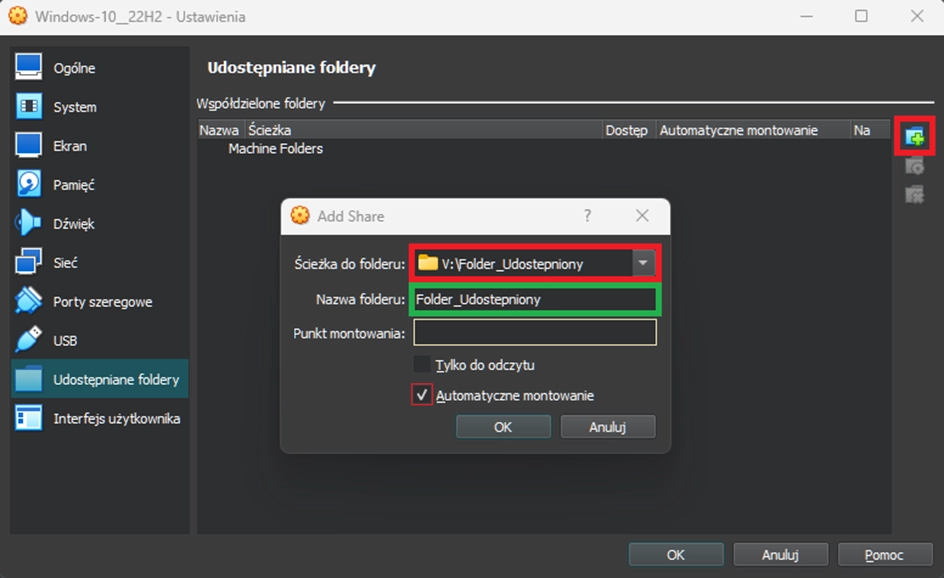 Windows-10__22H2 - Ustawienia
Ogólne
System
Ekran
Pamięć
Dźwięk
Sieć
Porty szeregowe
USB
Udostępniane foldery
Interfejs użytkownika
Udostępniane foldery
Współdzielone foldery
Nazwa Ścieżka Dostęp Automatyczne montowanie Na
Machine Folders
Add Share ?
Ścieżka do folderu: V:\Folder_Udostepniony
Nazwa folderu: Folder_Udostepniony
Punkt montowania:
Tylko do odczytu
Automatyczne montowanie
OK Anuluj
OK Anuluj Pomoc